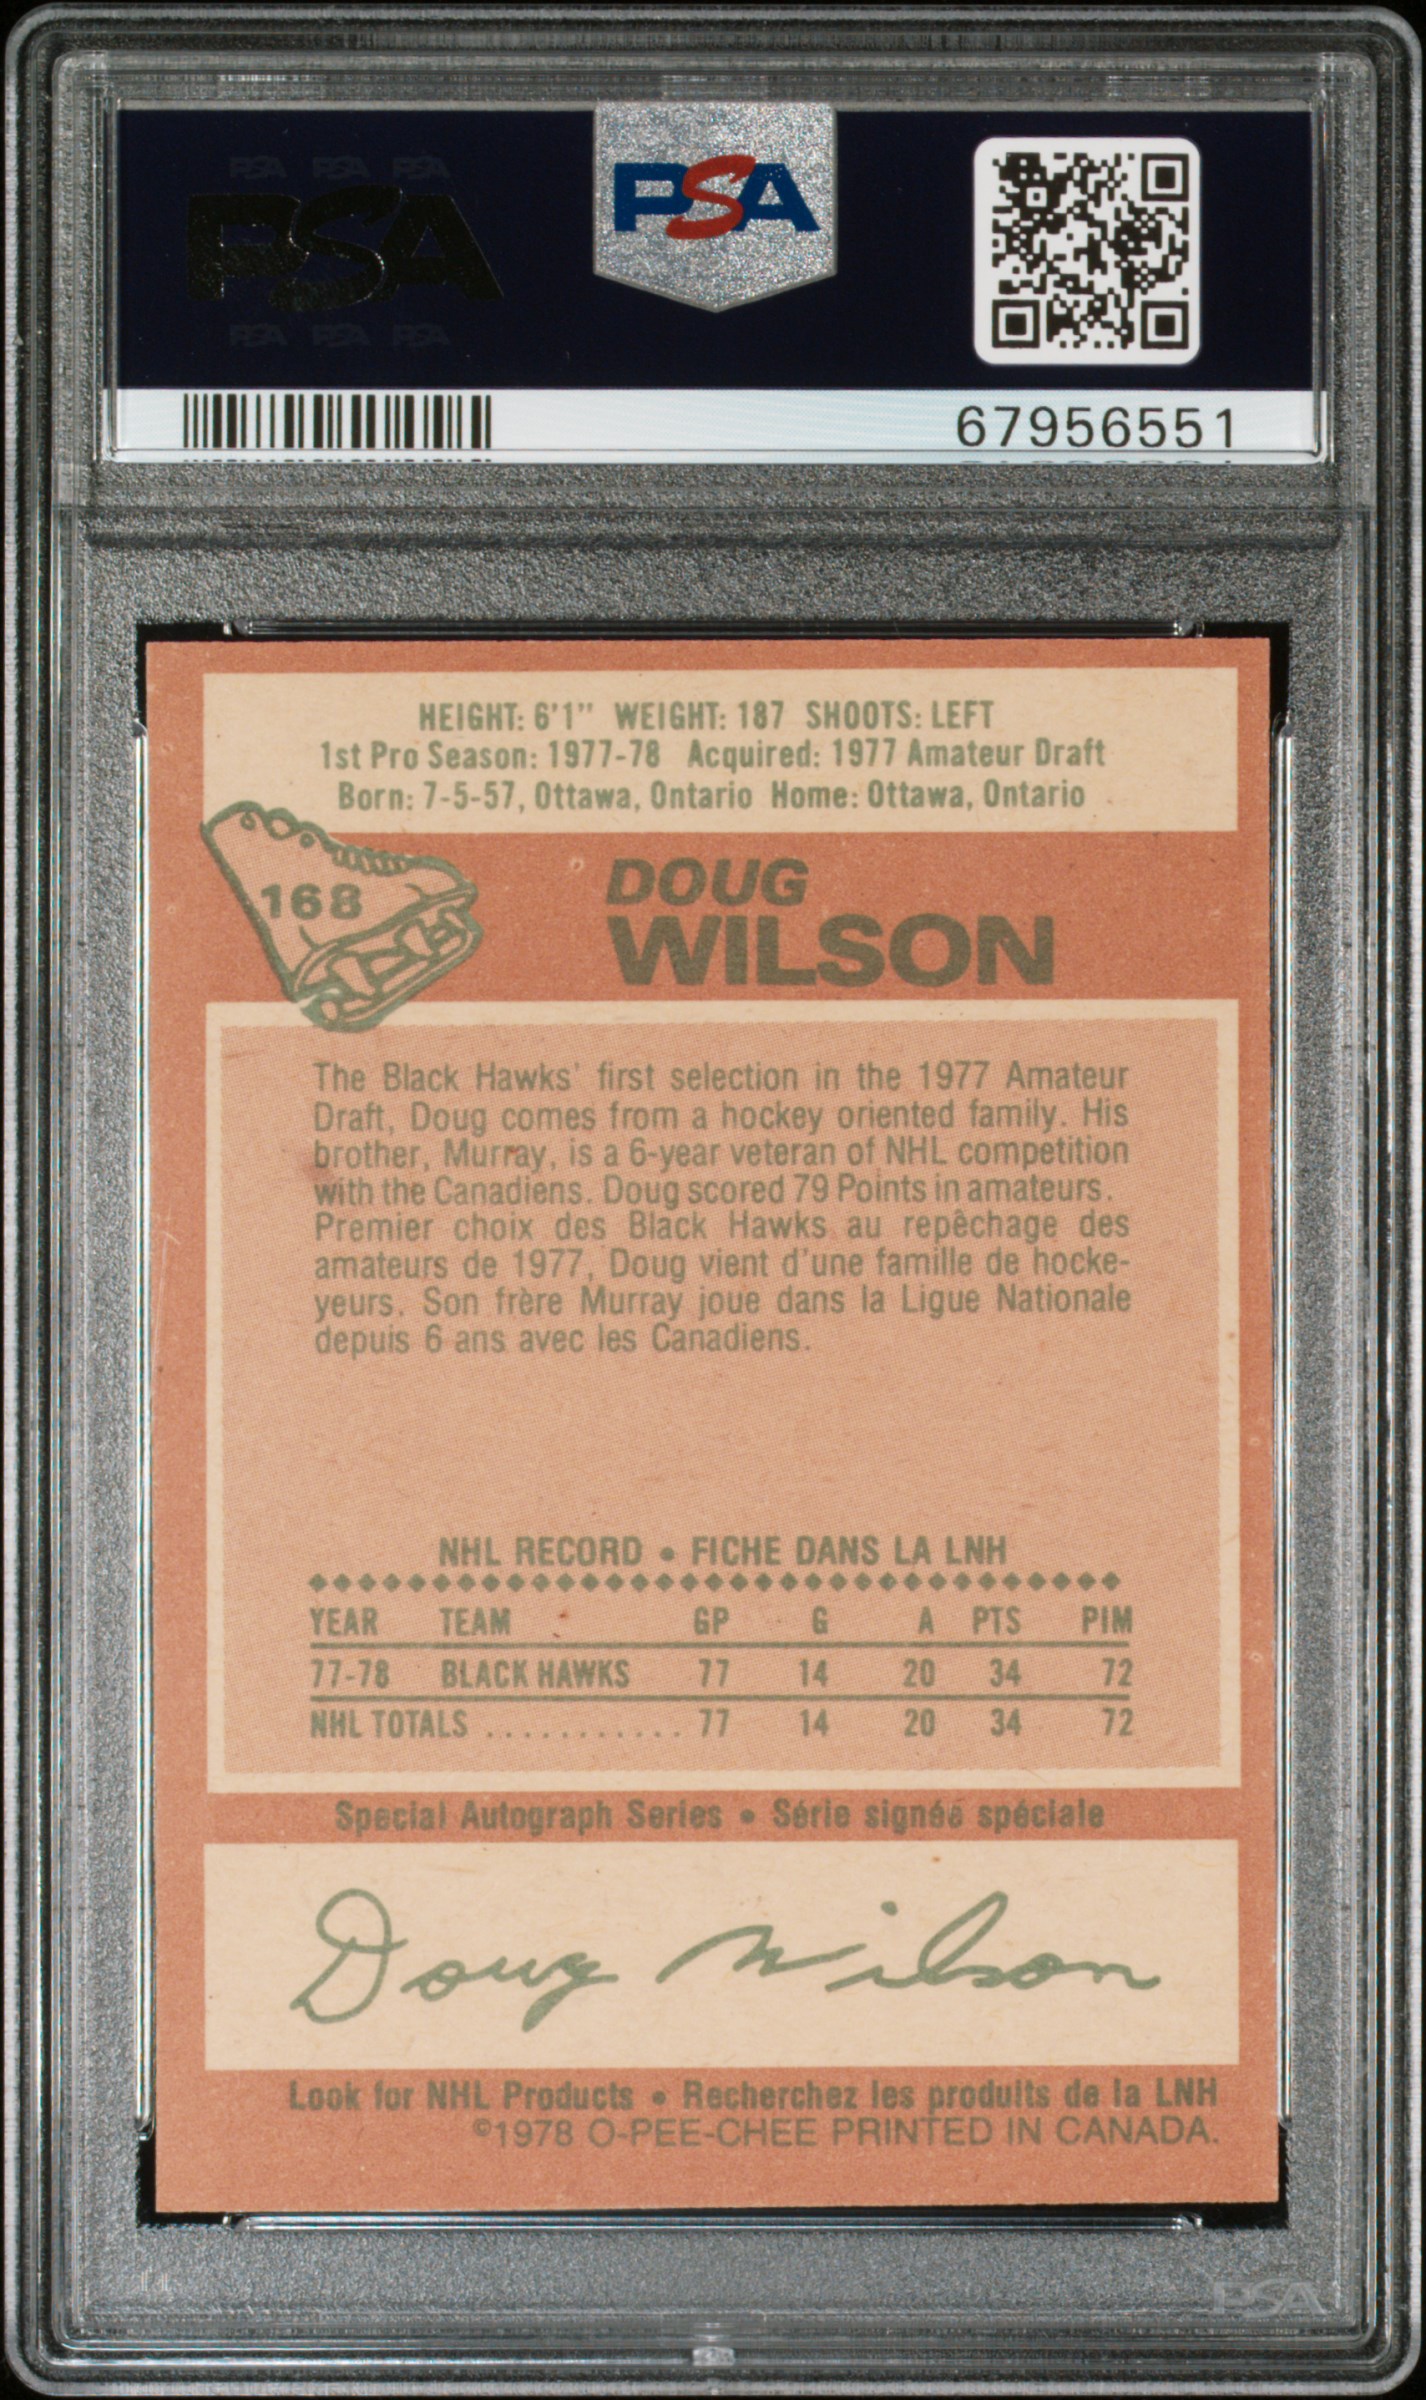 PSA PSA PSA
PSA
PSA PSA PSA
PSA
67956551
HEIGHT: 6'1" WEIGHT: 187 SHOOTS: LEFT
1st Pro Season: 1977-78 Acquired: 1977 Amateur Draft
Born: 7-5-57, Ottawa, Ontario Home: Ottawa, Ontario
168
DOUG
WILSON
The Black Hawks' first selection in the 1977 Amateur
Draft, Doug comes from a hockey oriented family. His
brother, Murray, is a 6-year veteran of NHL competition
with the Canadiens. Doug scored 79 Points in amateurs.
Premier choix des Black Hawks au repêchage des
amateurs de 1977, Doug vient d'une famille de hocke-
yeurs. Son frère Murray joue dans la Ligue Nationale
depuis 6 ans avec les Canadiens.
NHL RECORD • FICHE DANS LA LNH
YEAR TEAM GP G A PTS PIM
77-78 BLACK HAWKS 77 14 20 34 72
NHL TOTALS ........... 77 14 20 34 72
Special Autograph Series • Série signée spéciale
Doug Wilson
Look for NHL Products • Recherchez les produits de la LNH
©1978 O-PEE-CHEE PRINTED IN CANADA.
PSA